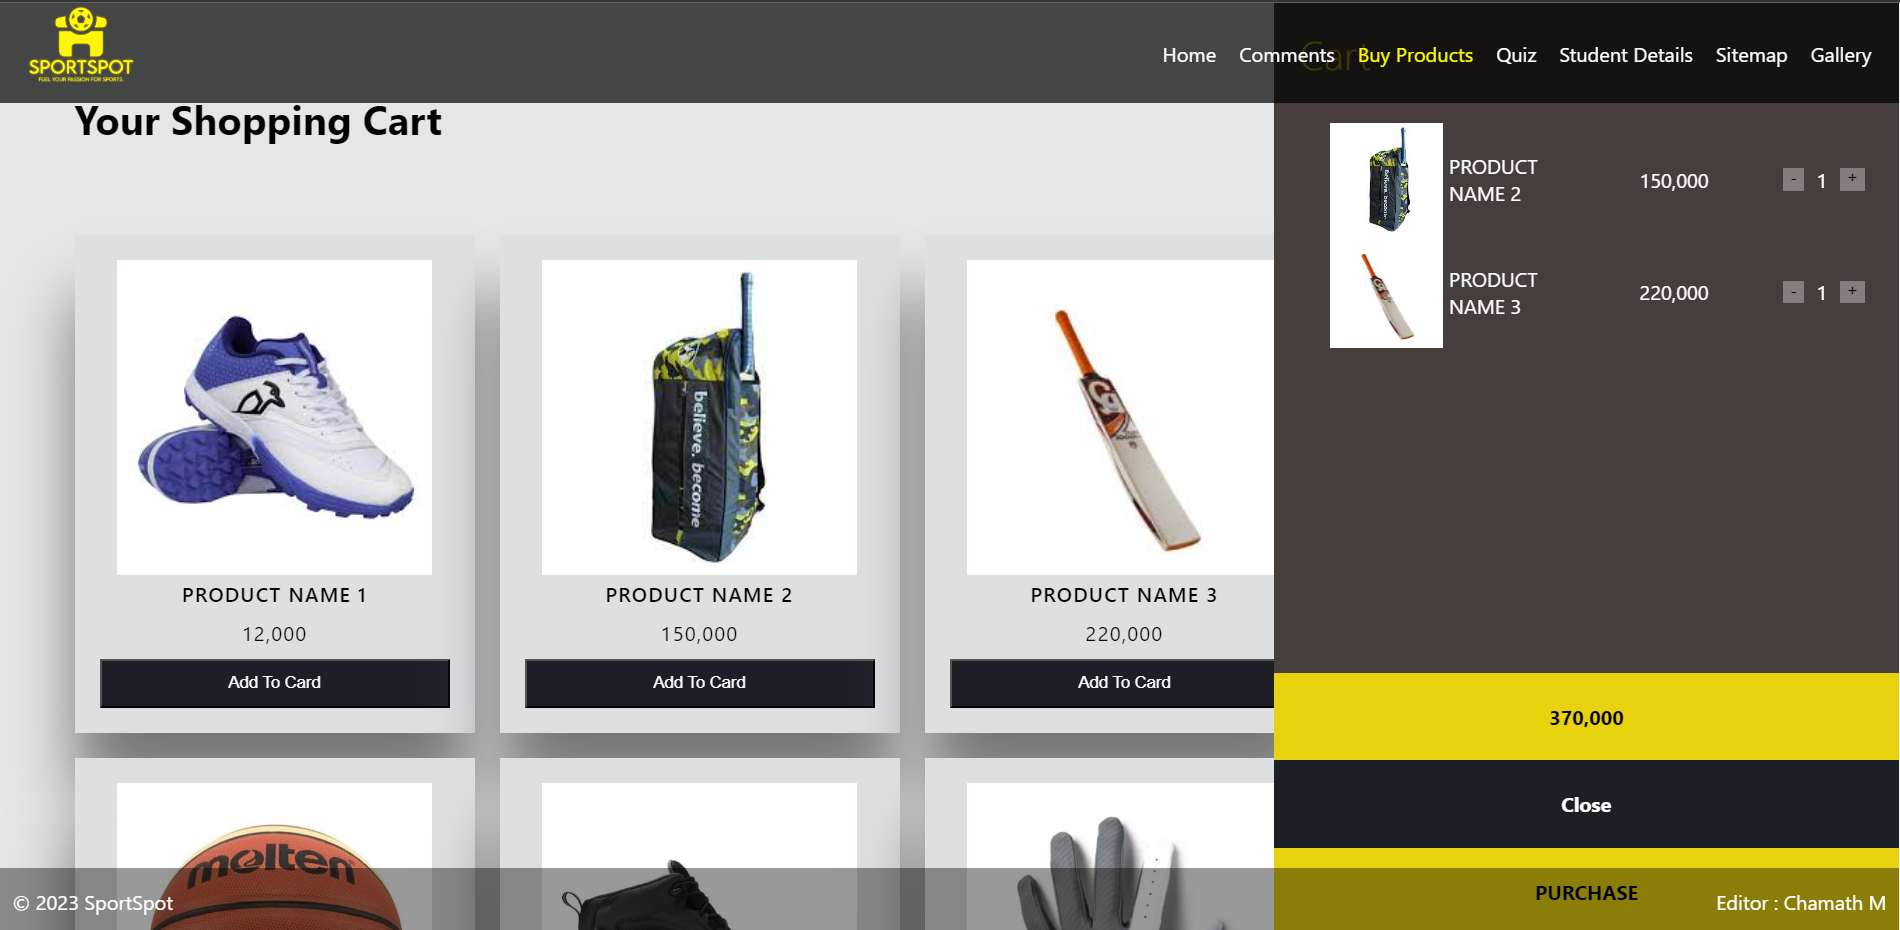 SPORTSPOT
FUEL YOUR PASSION FOR SPORTS.
Home Comments Buy Products Quiz Student Details Sitemap Gallery
Cart
Your Shopping Cart
believe. become
PRODUCT NAME 1
12,000
Add To Card
believe. become
PRODUCT NAME 2
150,000
Add To Card
CA
PRODUCT NAME 3
220,000
Add To Card
PRODUCT
NAME 2
150,000
- 1 +
PRODUCT
NAME 3
220,000
- 1 +
370,000
Close
PURCHASE
molten
© 2023 SportSpot
Editor : Chamath M